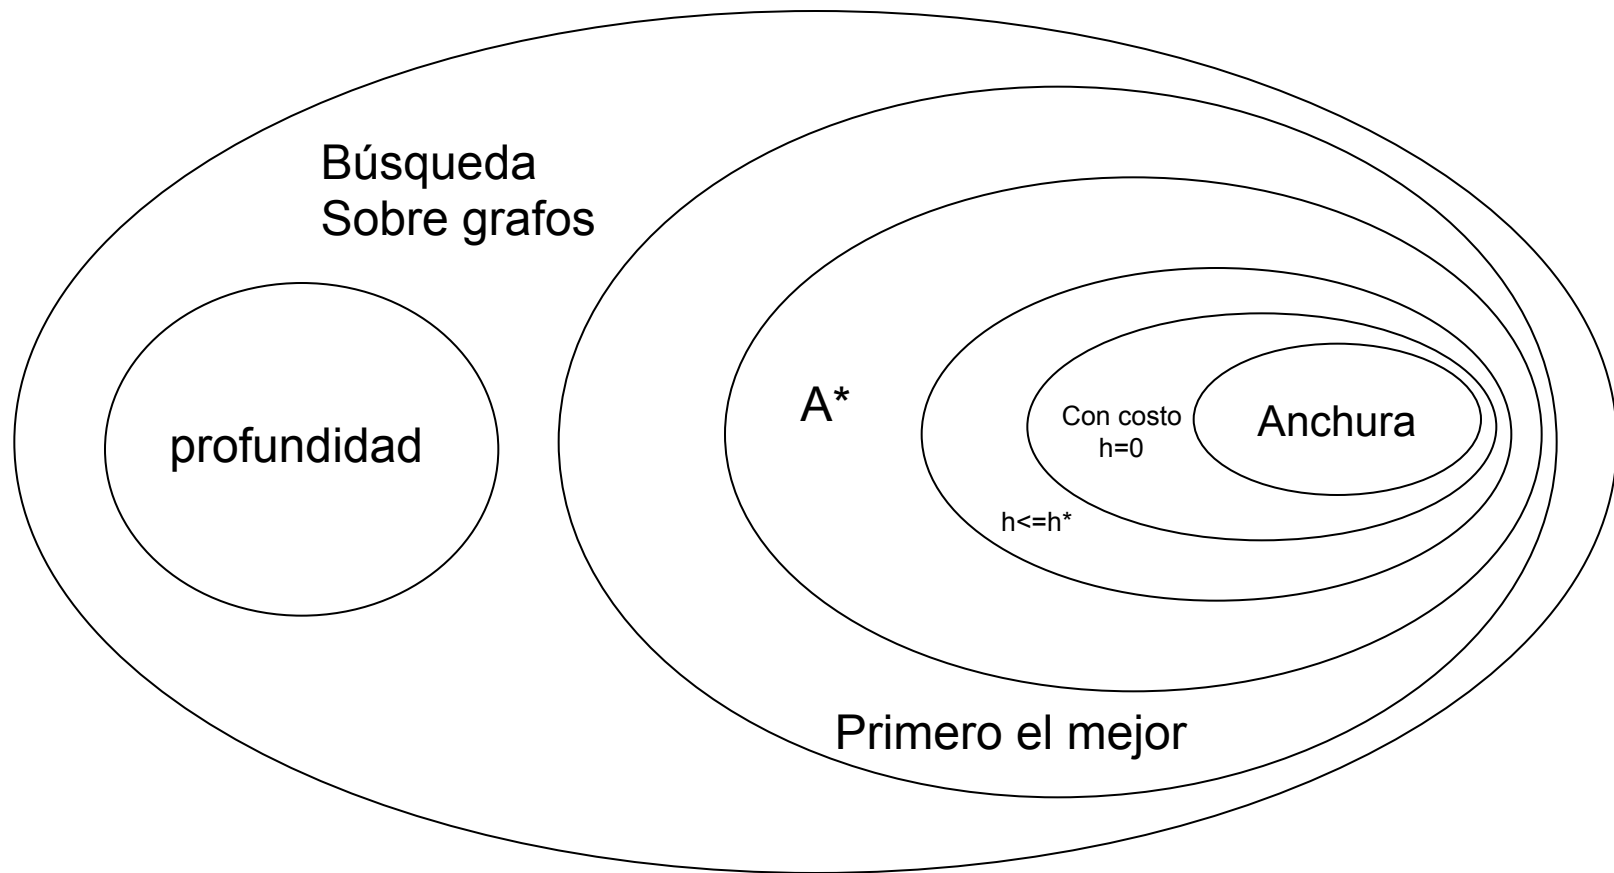 Búsqueda
Sobre grafos
profundidad
A*
Con costo
h=0
Anchura
h<=h*
Primero el mejor